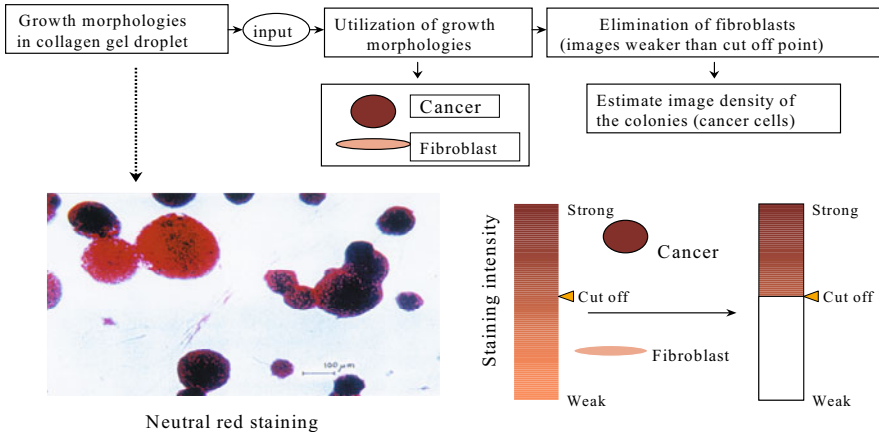 Growth morphologies
in collagen gel droplet
input
Utilization of growth
morphologies
Elimination of fibroblasts
(images weaker than cut off point)
Cancer
Fibroblast
Estimate image density of
the colonies (cancer cells)
100 μm
Neutral red staining
Staining intensity
Strong
Cut off
Weak
Cancer
Fibroblast
Strong
Cut off
Weak